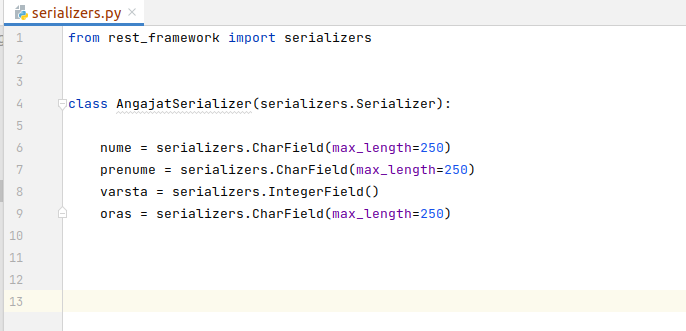 serializers.py
1 from rest_framework import serializers
2
3
4 class AngajatSerializer(serializers.Serializer):
5
6     nume = serializers.CharField(max_length=250)
7     prenume = serializers.CharField(max_length=250)
8     varsta = serializers.IntegerField()
9     oras = serializers.CharField(max_length=250)
10
11
12
13